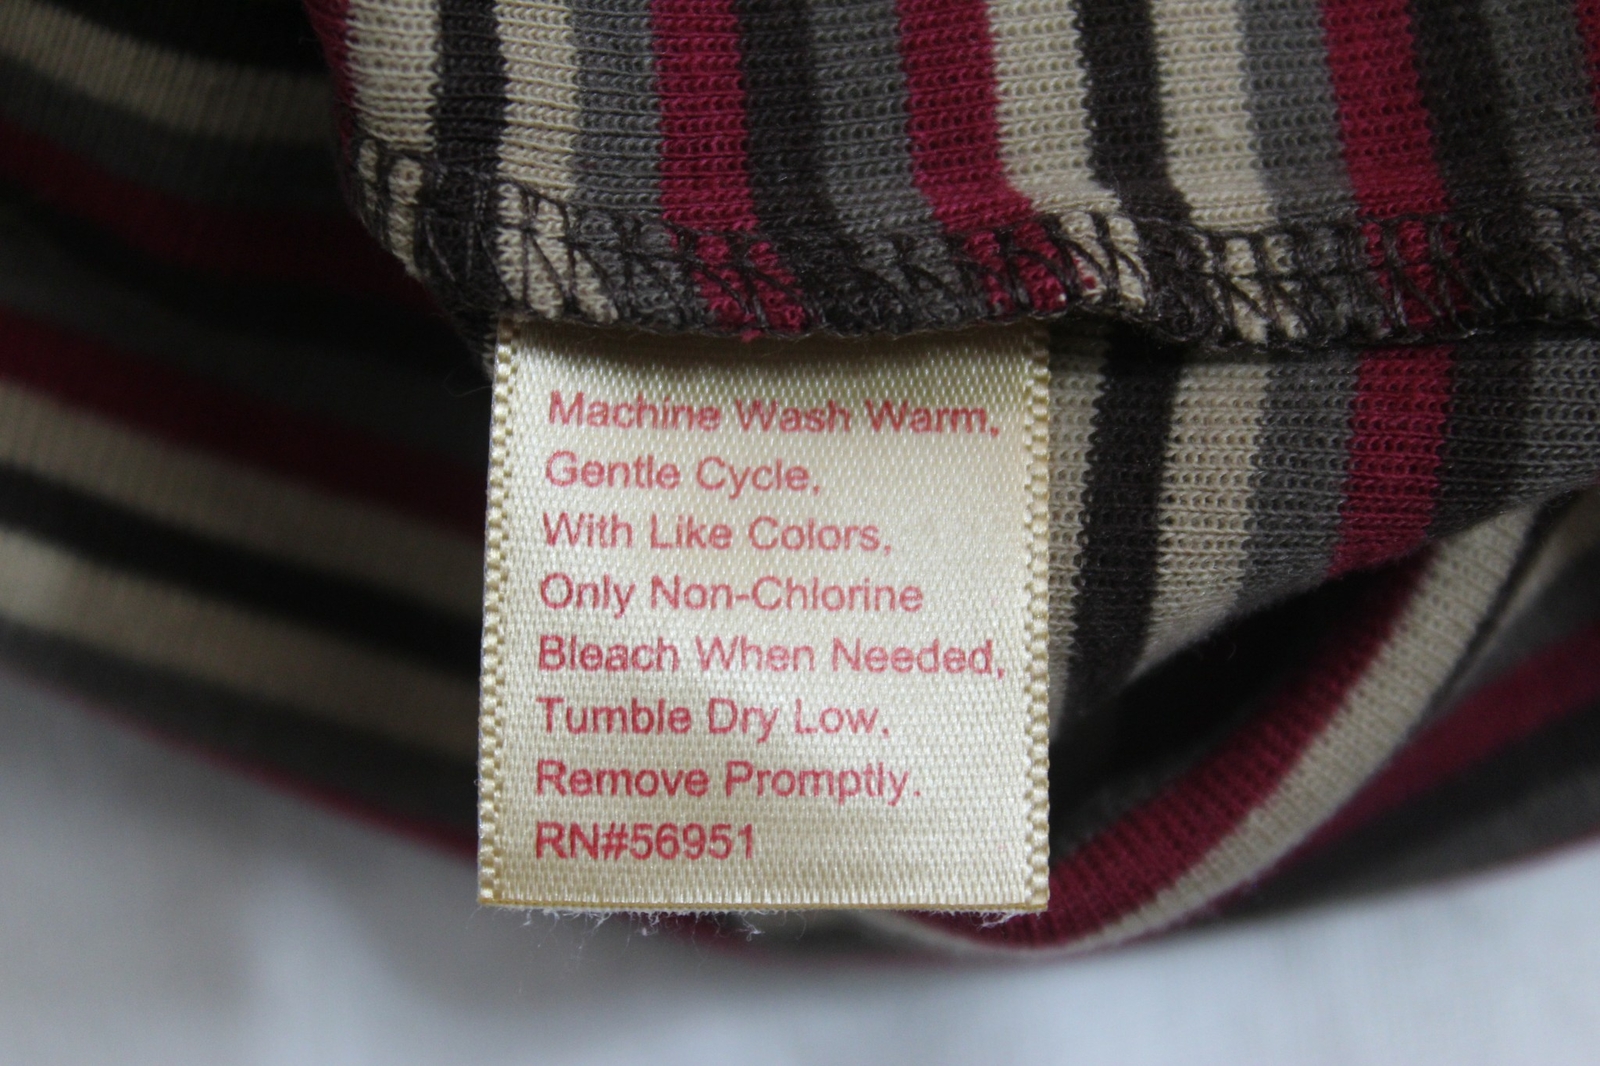 Machine Wash Warm,
Gentle Cycle,
With Like Colors,
Only Non-Chlorine
Bleach When Needed,
Tumble Dry Low.
Remove Promptly.
RN#56951